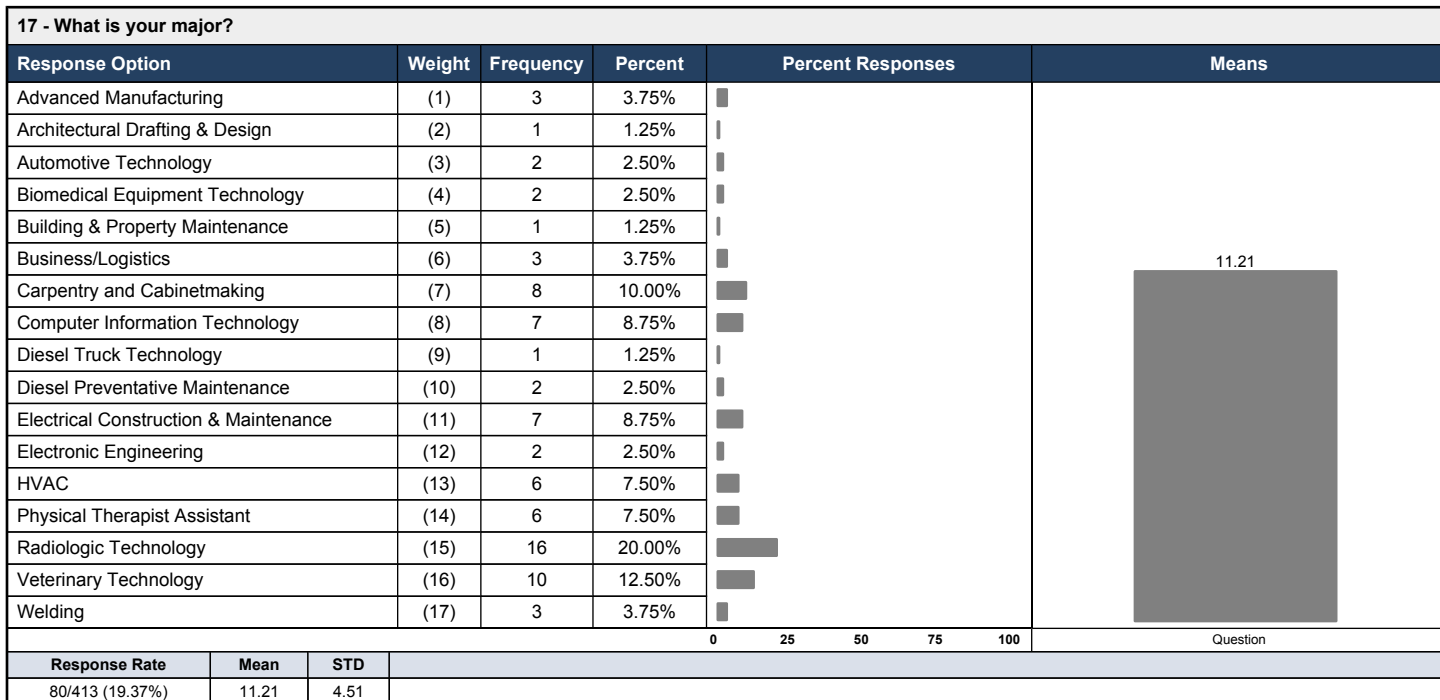 17 - What is your major?
Response Option Weight Frequency Percent Percent Responses Means
Advanced Manufacturing (1) 3 3.75%
Architectural Drafting & Design (2) 1 1.25%
Automotive Technology (3) 2 2.50%
Biomedical Equipment Technology (4) 2 2.50%
Building & Property Maintenance (5) 1 1.25%
Business/Logistics (6) 3 3.75% 11.21
Carpentry and Cabinetmaking (7) 8 10.00%
Computer Information Technology (8) 7 8.75%
Diesel Truck Technology (9) 1 1.25%
Diesel Preventative Maintenance (10) 2 2.50%
Electrical Construction & Maintenance (11) 7 8.75%
Electronic Engineering (12) 2 2.50%
HVAC (13) 6 7.50%
Physical Therapist Assistant (14) 6 7.50%
Radiologic Technology (15) 16 20.00%
Veterinary Technology (16) 10 12.50%
Welding (17) 3 3.75%
0 25 50 75 100 Question
Response Rate Mean STD
80/413 (19.37%) 11.21 4.51